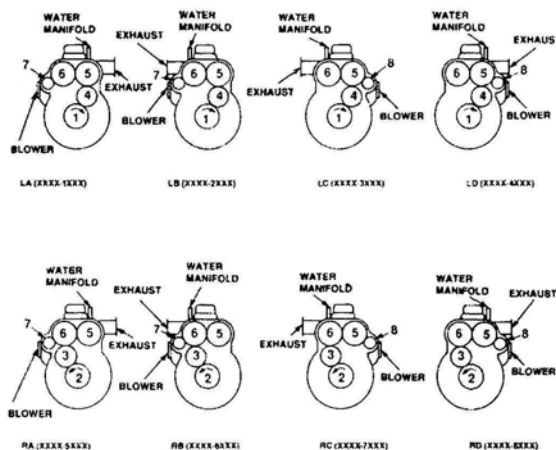 WATER
MANIFOLD
EXHAUST
7
6 5
4
1
EXHAUST
BLOWER
LA (XXXX-1XXX)
EXHAUST
WATER
MANIFOLD
7
6 5
4
1
BLOWER
LB (XXXX-2XXX)
WATER
MANIFOLD
6 5
8
4
1
EXHAUST
BLOWER
LC (XXXX-3XXX)
WATER
MANIFOLD
EXHAUST
6 5
8
4
1
BLOWER
LD (XXXX-4XXX)
WATER
MANIFOLD
7
6 5
3
2
EXHAUST
BLOWER
RA (XXXX-5XXX)
WATER
MANIFOLD
EXHAUST
7
6 5
3
2
BLOWER
RB (XXXX-6XXX)
WATER
MANIFOLD
6 5
8
3
2
EXHAUST
BLOWER
RC (XXXX-7XXX)
WATER
MANIFOLD
EXHAUST
6 5
8
3
2
BLOWER
RD (XXXX-8XXX)